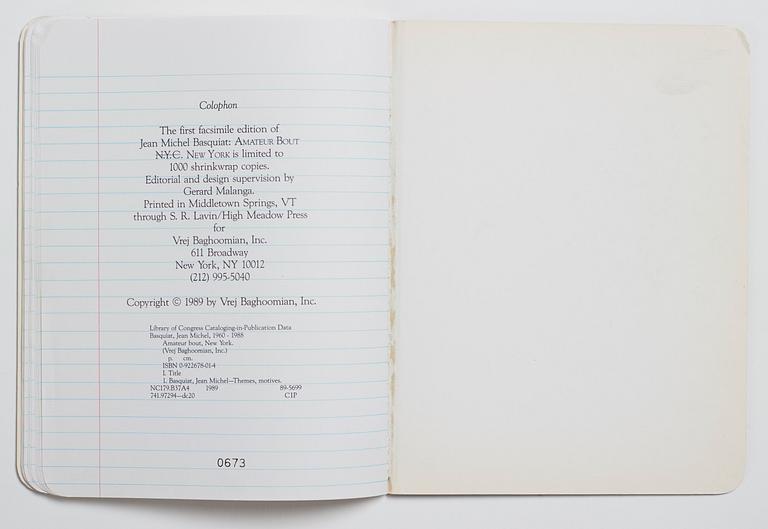 Colophon
The first facsimile edition of
Jean Michel Basquiat: AMATEUR BOUT
N.Y.C. NEW YORK is limited to
1000 shrinkwrap copies.
Editorial and design supervision by
Gerard Malanga.
Printed in Middletown Springs, VT
through S. R. Lavin/High Meadow Press
for
Vrej Baghoomian, Inc.
611 Broadway
New York, NY 10012
(212) 995-5040
Copyright © 1989 by Vrej Baghoomian, Inc.
Library of Congress Cataloging-in-Publication Data
Basquiat, Jean Michel, 1960 - 1988
Amateur bout, New York.
(Vrej Baghoomian, Inc.)
p. cm.
ISBN 0-922678-01-4
I. Title
1. Basquiat, Jean Michel—Themes, motives.
NC179.B37A4 1989 89-5699
741.97294—dc20 CIP
0673